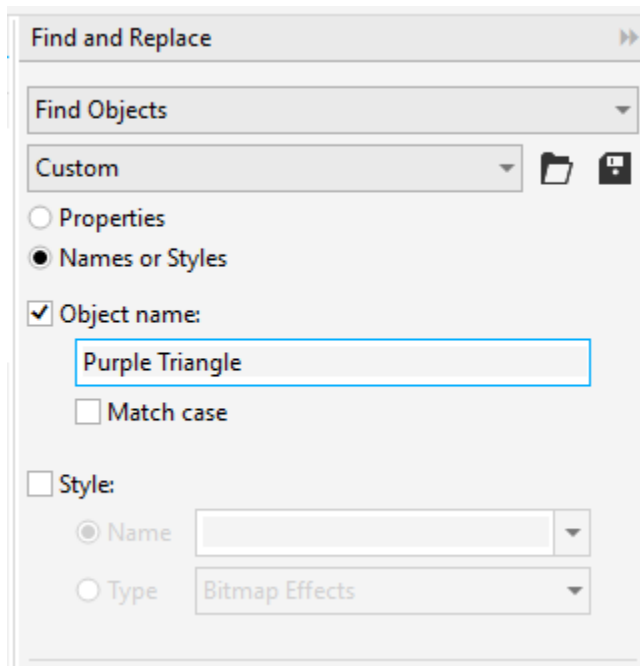 Find and Replace
Find Objects
Custom
Properties
Names or Styles
Object name:
Purple Triangle
Match case
Style:
Name
Type Bitmap Effects